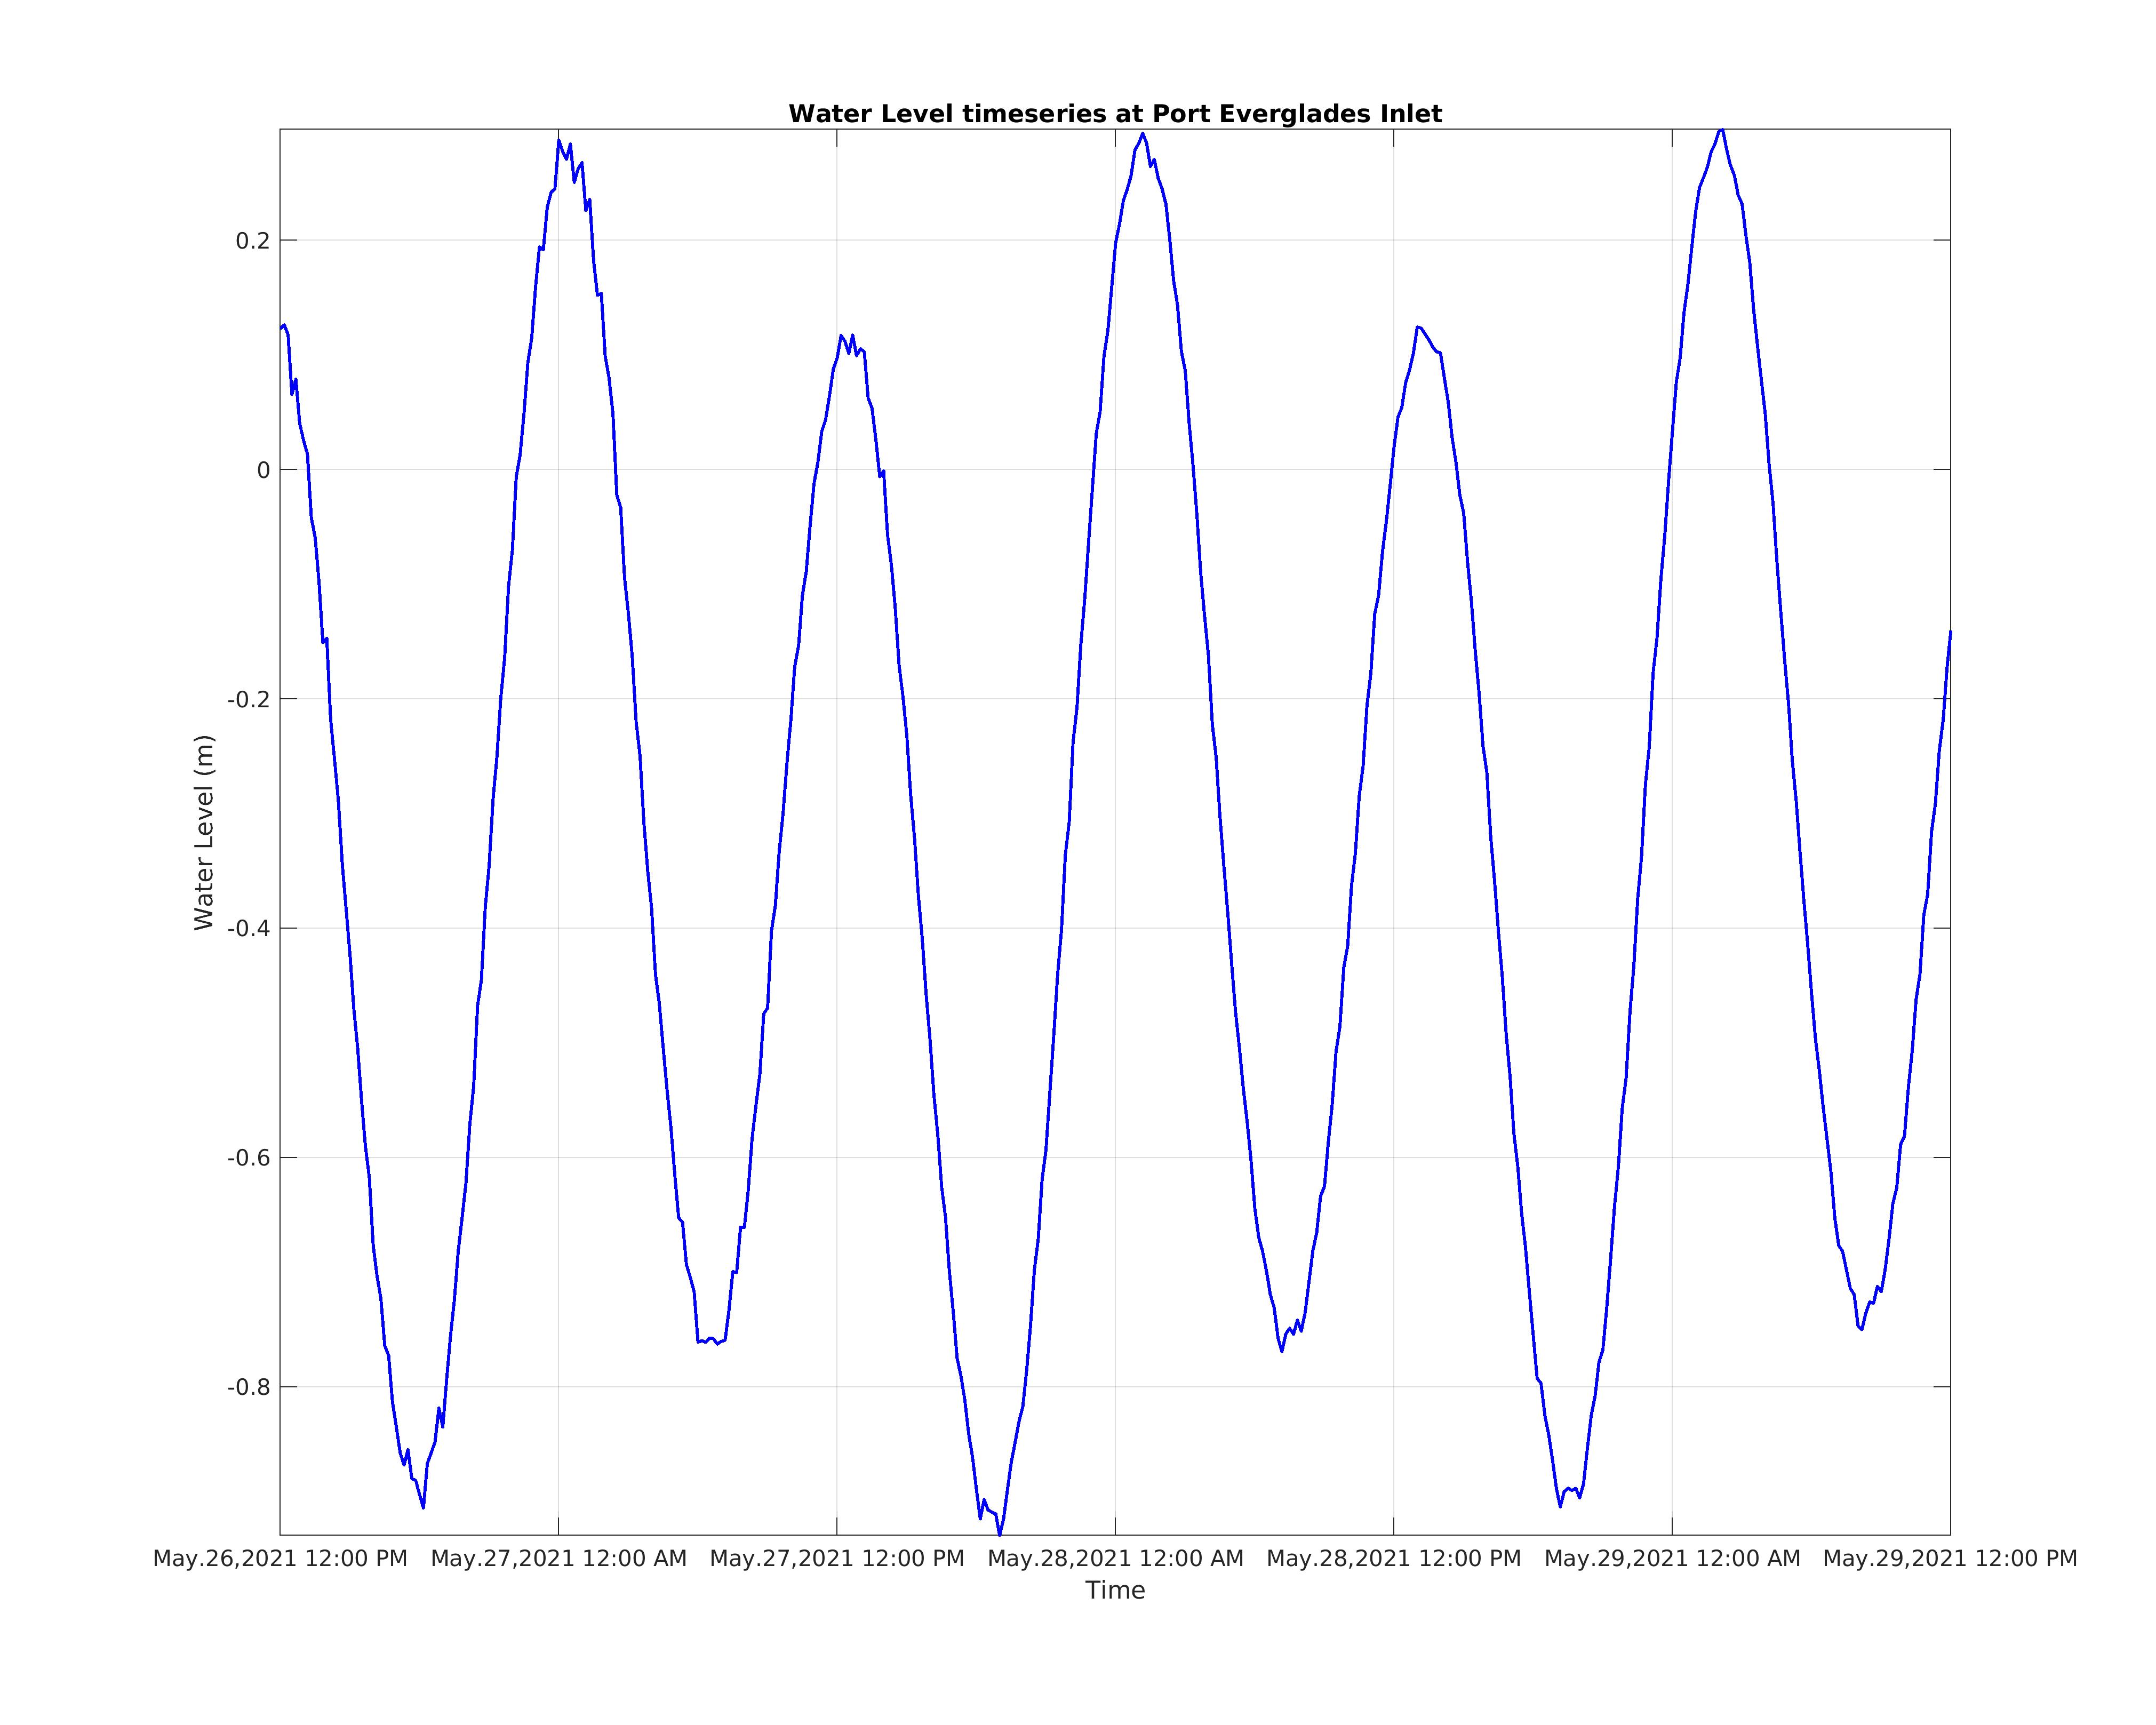 Water Level timeseries at Port Everglades Inlet
0.2
0
-0.2
-0.4
-0.6
-0.8
Water Level (m)
May.26,2021 12:00 PM May.27,2021 12:00 AM May.27,2021 12:00 PM May.28,2021 12:00 AM May.28,2021 12:00 PM May.29,2021 12:00 AM May.29,2021 12:00 PM
Time